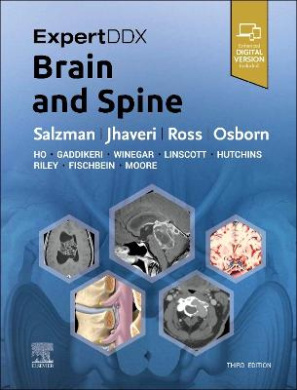 ExpertDDX
Brain
and Spine
Salzman | Jhaveri | Ross | Osborn
HO • GADDIKERI • WINEGAR • LINSCOTT • HUTCHINS
RILEY • FISCHBEIN • MOORE
DIGITAL
VERSION
ELSEVIER
THIRD EDITION